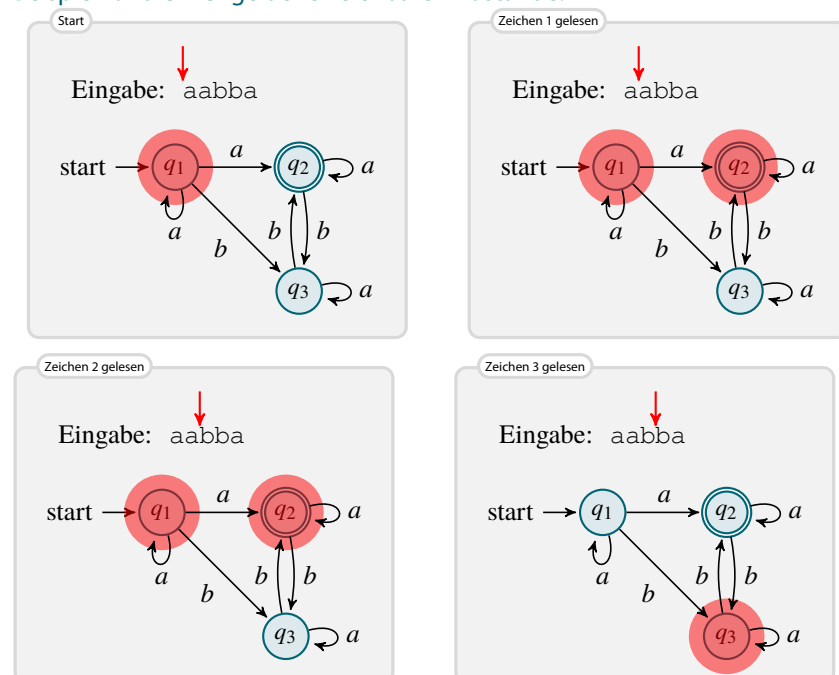 Start
Eingabe: aabba
start q1 a q2 a
a b b b
q3 a
Zeichen 1 gelesen
Eingabe: aabba
start q1 a q2 a
a b b b
q3 a
Zeichen 2 gelesen
Eingabe: aabba
start q1 a q2 a
a b b b
q3 a
Zeichen 3 gelesen
Eingabe: aabba
start q1 a q2 a
a b b b
q3 a